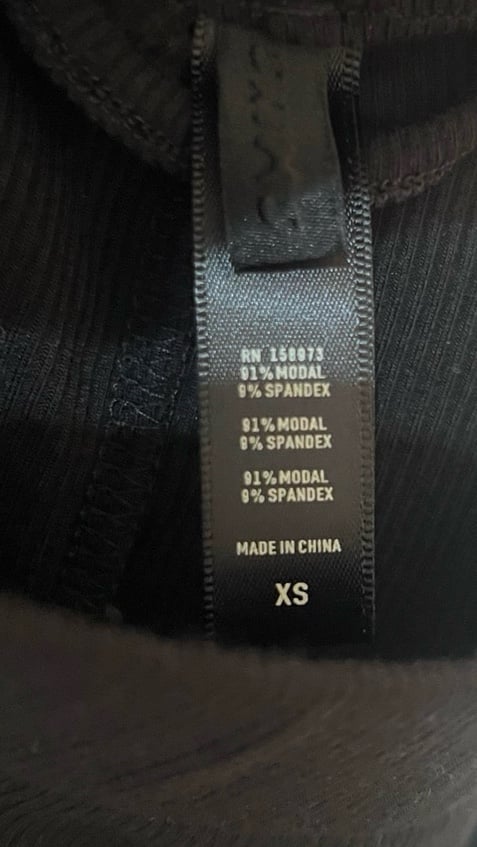 RN 158973
91% MODAL
9% SPANDEX
91% MODAL
9% SPANDEX
91% MODAL
9% SPANDEX
MADE IN CHINA
XS